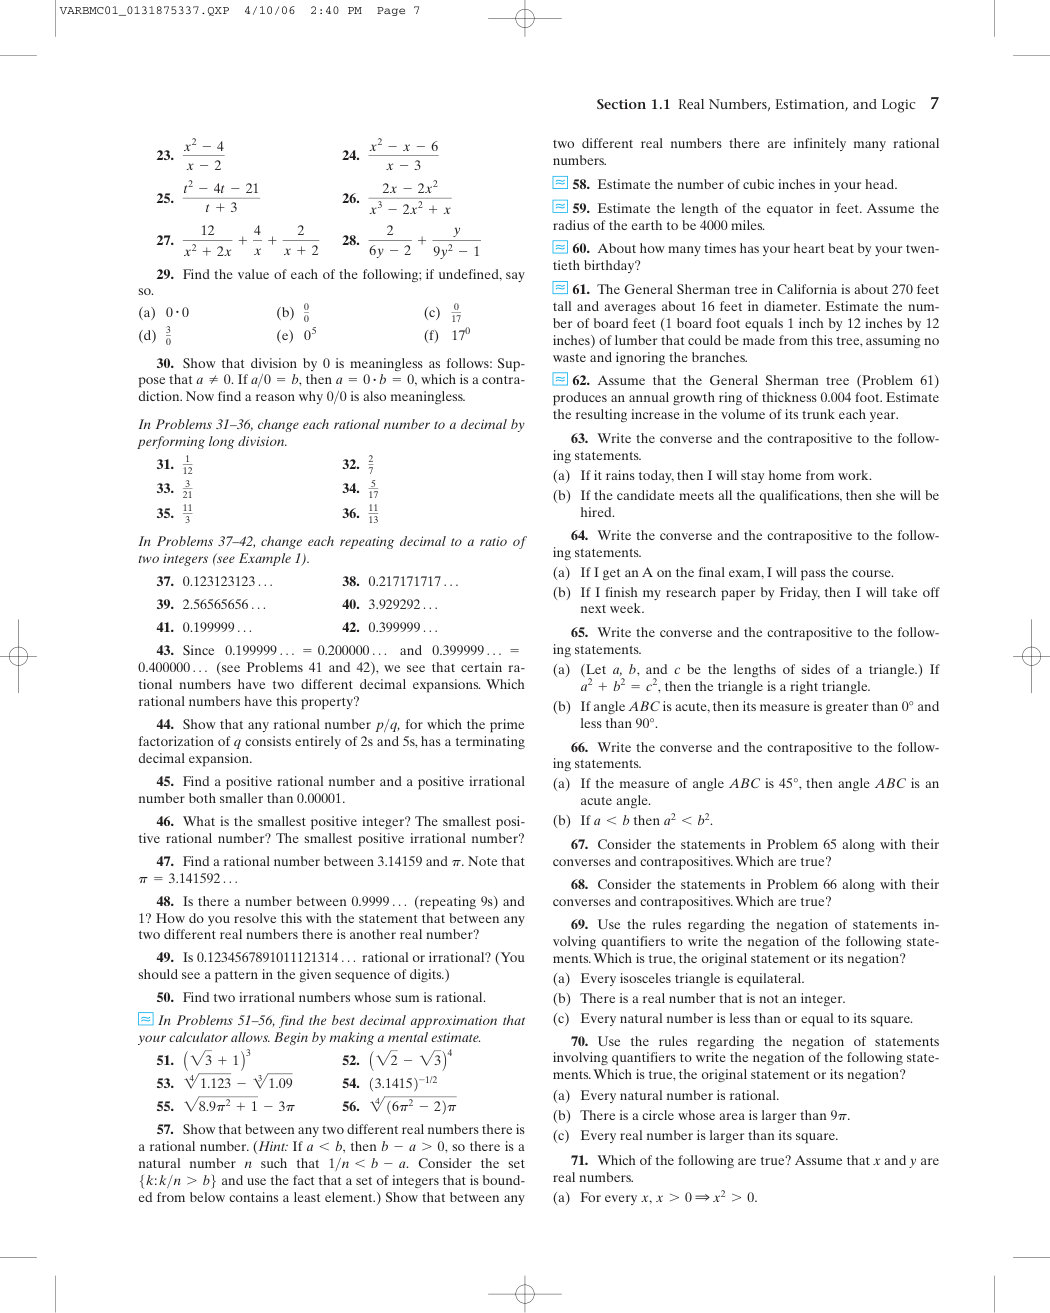 VARBMC01_0131875337.QXP 4/10/06 2:40 PM Page 7
Section 1.1 Real Numbers, Estimation, and Logic 7
23. (x² − 4)/(x − 2) 24. (x² − x − 6)/(x − 3)
25. (t² − 4t − 21)/(t + 3) 26. (2x − 2x²)/(x³ − 2x² + x)
27. 12/(x² + 2x) + 4/x + 2/(x + 2) 28. 2/(6y − 2) + y/(9y² − 1)
29. Find the value of each of the following; if undefined, say
so.
(a) 0 · 0 (b) 0/0 (c) 0/17
(d) 3/0 (e) 0⁵ (f) 17⁰
30. Show that division by 0 is meaningless as follows: Sup-
pose that a ≠ 0. If a/0 = b, then a = 0 · b = 0, which is a contra-
diction. Now find a reason why 0/0 is also meaningless.
In Problems 31–36, change each rational number to a decimal by
performing long division.
31. 1/12 32. 2/7
33. 3/21 34. 5/17
35. 11/3 36. 11/13
In Problems 37–42, change each repeating decimal to a ratio of
two integers (see Example 1).
37. 0.123123123 . . . 38. 0.217171717 . . .
39. 2.56565656 . . . 40. 3.929292 . . .
41. 0.199999 . . . 42. 0.399999 . . .
43. Since 0.199999 . . . = 0.200000 . . . and 0.399999 . . . =
0.400000 . . . (see Problems 41 and 42), we see that certain ra-
tional numbers have two different decimal expansions. Which
rational numbers have this property?
44. Show that any rational number p/q, for which the prime
factorization of q consists entirely of 2s and 5s, has a terminating
decimal expansion.
45. Find a positive rational number and a positive irrational
number both smaller than 0.00001.
46. What is the smallest positive integer? The smallest posi-
tive rational number? The smallest positive irrational number?
47. Find a rational number between 3.14159 and π. Note that
π = 3.141592 . . .
48. Is there a number between 0.9999 . . . (repeating 9s) and
1? How do you resolve this with the statement that between any
two different real numbers there is another real number?
49. Is 0.1234567891011121314 . . . rational or irrational? (You
should see a pattern in the given sequence of digits.)
50. Find two irrational numbers whose sum is rational.
≈ In Problems 51–56, find the best decimal approximation that
your calculator allows. Begin by making a mental estimate.
51. (√3 + 1)³ 52. (√2 − √3)⁴
53. ⁴√1.123 − ³√1.09 54. (3.1415)⁻¹/²
55. √(8.9π² + 1) − 3π 56. ⁴√((6π² − 2)π)
57. Show that between any two different real numbers there is
a rational number. (Hint: If a < b, then b − a > 0, so there is a
natural number n such that 1/n < b − a. Consider the set
{k: k/n > b} and use the fact that a set of integers that is bound-
ed from below contains a least element.) Show that between any
two different real numbers there are infinitely many rational
numbers.
≈ 58. Estimate the number of cubic inches in your head.
≈ 59. Estimate the length of the equator in feet. Assume the
radius of the earth to be 4000 miles.
≈ 60. About how many times has your heart beat by your twen-
tieth birthday?
≈ 61. The General Sherman tree in California is about 270 feet
tall and averages about 16 feet in diameter. Estimate the num-
ber of board feet (1 board foot equals 1 inch by 12 inches by 12
inches) of lumber that could be made from this tree, assuming no
waste and ignoring the branches.
≈ 62. Assume that the General Sherman tree (Problem 61)
produces an annual growth ring of thickness 0.004 foot. Estimate
the resulting increase in the volume of its trunk each year.
63. Write the converse and the contrapositive to the follow-
ing statements.
(a) If it rains today, then I will stay home from work.
(b) If the candidate meets all the qualifications, then she will be
hired.
64. Write the converse and the contrapositive to the follow-
ing statements.
(a) If I get an A on the final exam, I will pass the course.
(b) If I finish my research paper by Friday, then I will take off
next week.
65. Write the converse and the contrapositive to the follow-
ing statements.
(a) (Let a, b, and c be the lengths of sides of a triangle.) If
a² + b² = c², then the triangle is a right triangle.
(b) If angle ABC is acute, then its measure is greater than 0° and
less than 90°.
66. Write the converse and the contrapositive to the follow-
ing statements.
(a) If the measure of angle ABC is 45°, then angle ABC is an
acute angle.
(b) If a < b then a² < b².
67. Consider the statements in Problem 65 along with their
converses and contrapositives. Which are true?
68. Consider the statements in Problem 66 along with their
converses and contrapositives. Which are true?
69. Use the rules regarding the negation of statements in-
volving quantifiers to write the negation of the following state-
ments. Which is true, the original statement or its negation?
(a) Every isosceles triangle is equilateral.
(b) There is a real number that is not an integer.
(c) Every natural number is less than or equal to its square.
70. Use the rules regarding the negation of statements
involving quantifiers to write the negation of the following state-
ments. Which is true, the original statement or its negation?
(a) Every natural number is rational.
(b) There is a circle whose area is larger than 9π.
(c) Every real number is larger than its square.
71. Which of the following are true? Assume that x and y are
real numbers.
(a) For every x, x > 0 ⇒ x² > 0.